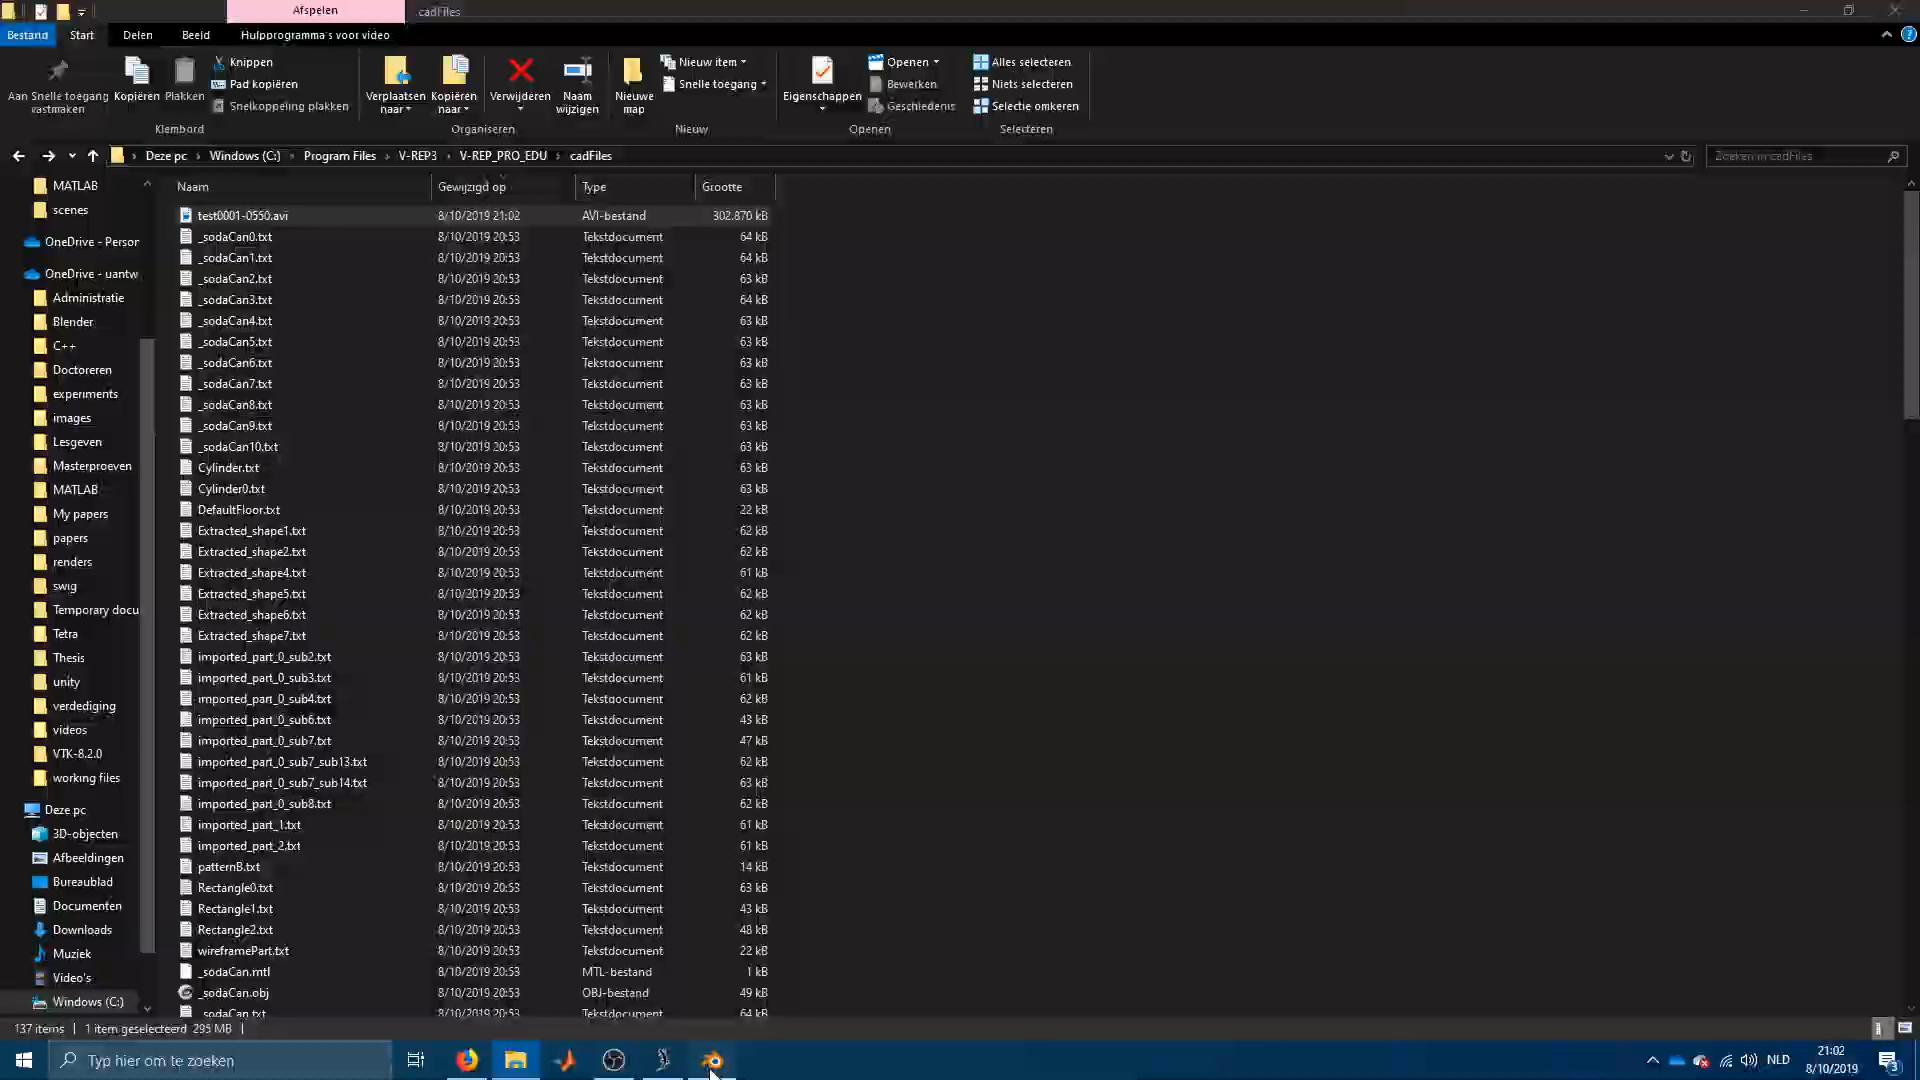 Afspelen
cadFiles
Bestand Start Delen Beeld Hulpprogramma's voor video
Aan Snelle toegang vastmaken
Kopiëren
Plakken
Knippen
Pad kopiëren
Snelkoppeling plakken
Klembord
Verplaatsen naar
Kopiëren naar
Verwijderen
Naam wijzigen
Organiseren
Nieuwe map
Nieuw item
Snelle toegang
Nieuw
Eigenschappen
Openen
Bewerken
Geschiedenis
Openen
Alles selecteren
Niets selecteren
Selectie omkeren
Selecteren
Deze pc › Windows (C:) › Program Files › V-REP3 › V-REP_PRO_EDU › cadFiles
Zoeken in cadFiles
MATLAB
scenes
OneDrive - Person
OneDrive - uantw
Administratie
Blender
C++
Doctoreren
experiments
images
Lesgeven
Masterproeven
MATLAB
My papers
papers
renders
swig
Temporary docu
Tetra
Thesis
unity
verdediging
videos
VTK-8.2.0
working files
Deze pc
3D-objecten
Afbeeldingen
Bureaublad
Documenten
Downloads
Muziek
Video's
Windows (C:)
Naam Gewijzigd op Type Grootte
test0001-0550.avi 8/10/2019 21:02 AVI-bestand 302.870 kB
_sodaCan0.txt 8/10/2019 20:53 Tekstdocument 64 kB
_sodaCan1.txt 8/10/2019 20:53 Tekstdocument 64 kB
_sodaCan2.txt 8/10/2019 20:53 Tekstdocument 63 kB
_sodaCan3.txt 8/10/2019 20:53 Tekstdocument 64 kB
_sodaCan4.txt 8/10/2019 20:53 Tekstdocument 63 kB
_sodaCan5.txt 8/10/2019 20:53 Tekstdocument 63 kB
_sodaCan6.txt 8/10/2019 20:53 Tekstdocument 63 kB
_sodaCan7.txt 8/10/2019 20:53 Tekstdocument 63 kB
_sodaCan8.txt 8/10/2019 20:53 Tekstdocument 63 kB
_sodaCan9.txt 8/10/2019 20:53 Tekstdocument 63 kB
_sodaCan10.txt 8/10/2019 20:53 Tekstdocument 63 kB
Cylinder.txt 8/10/2019 20:53 Tekstdocument 63 kB
Cylinder0.txt 8/10/2019 20:53 Tekstdocument 63 kB
DefaultFloor.txt 8/10/2019 20:53 Tekstdocument 22 kB
Extracted_shape1.txt 8/10/2019 20:53 Tekstdocument 62 kB
Extracted_shape2.txt 8/10/2019 20:53 Tekstdocument 62 kB
Extracted_shape4.txt 8/10/2019 20:53 Tekstdocument 61 kB
Extracted_shape5.txt 8/10/2019 20:53 Tekstdocument 62 kB
Extracted_shape6.txt 8/10/2019 20:53 Tekstdocument 62 kB
Extracted_shape7.txt 8/10/2019 20:53 Tekstdocument 62 kB
imported_part_0_sub2.txt 8/10/2019 20:53 Tekstdocument 63 kB
imported_part_0_sub3.txt 8/10/2019 20:53 Tekstdocument 61 kB
imported_part_0_sub4.txt 8/10/2019 20:53 Tekstdocument 62 kB
imported_part_0_sub6.txt 8/10/2019 20:53 Tekstdocument 43 kB
imported_part_0_sub7.txt 8/10/2019 20:53 Tekstdocument 47 kB
imported_part_0_sub7_sub13.txt 8/10/2019 20:53 Tekstdocument 62 kB
imported_part_0_sub7_sub14.txt 8/10/2019 20:53 Tekstdocument 63 kB
imported_part_0_sub8.txt 8/10/2019 20:53 Tekstdocument 62 kB
imported_part_1.txt 8/10/2019 20:53 Tekstdocument 61 kB
imported_part_2.txt 8/10/2019 20:53 Tekstdocument 61 kB
patternB.txt 8/10/2019 20:53 Tekstdocument 14 kB
Rectangle0.txt 8/10/2019 20:53 Tekstdocument 63 kB
Rectangle1.txt 8/10/2019 20:53 Tekstdocument 43 kB
Rectangle2.txt 8/10/2019 20:53 Tekstdocument 48 kB
wireframePart.txt 8/10/2019 20:53 Tekstdocument 22 kB
_sodaCan.mtl 8/10/2019 20:53 MTL-bestand 1 kB
_sodaCan.obj 8/10/2019 20:53 OBJ-bestand 49 kB
_sodaCan.txt 8/10/2019 20:53 Tekstdocument 64 kB
137 items 1 item geselecteerd 295 MB
Typ hier om te zoeken
NLD
21:02
8/10/2019
3